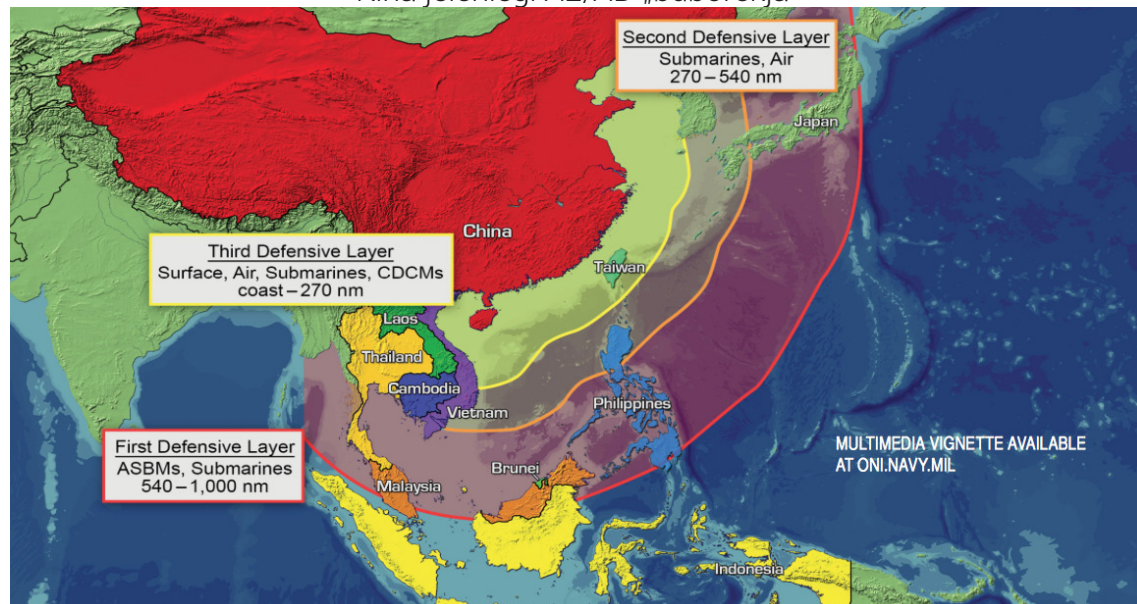 Second Defensive Layer
Submarines, Air
270 – 540 nm
Japan
China
Third Defensive Layer
Surface, Air, Submarines, CDCMs
coast – 270 nm
Taiwan
Laos
Thailand
Cambodia
Vietnam
Philippines
First Defensive Layer
ASBMs, Submarines
540 – 1,000 nm
Brunei
Malaysia
MULTIMEDIA VIGNETTE AVAILABLE
AT ONI.NAVY.MIL
Indonesia